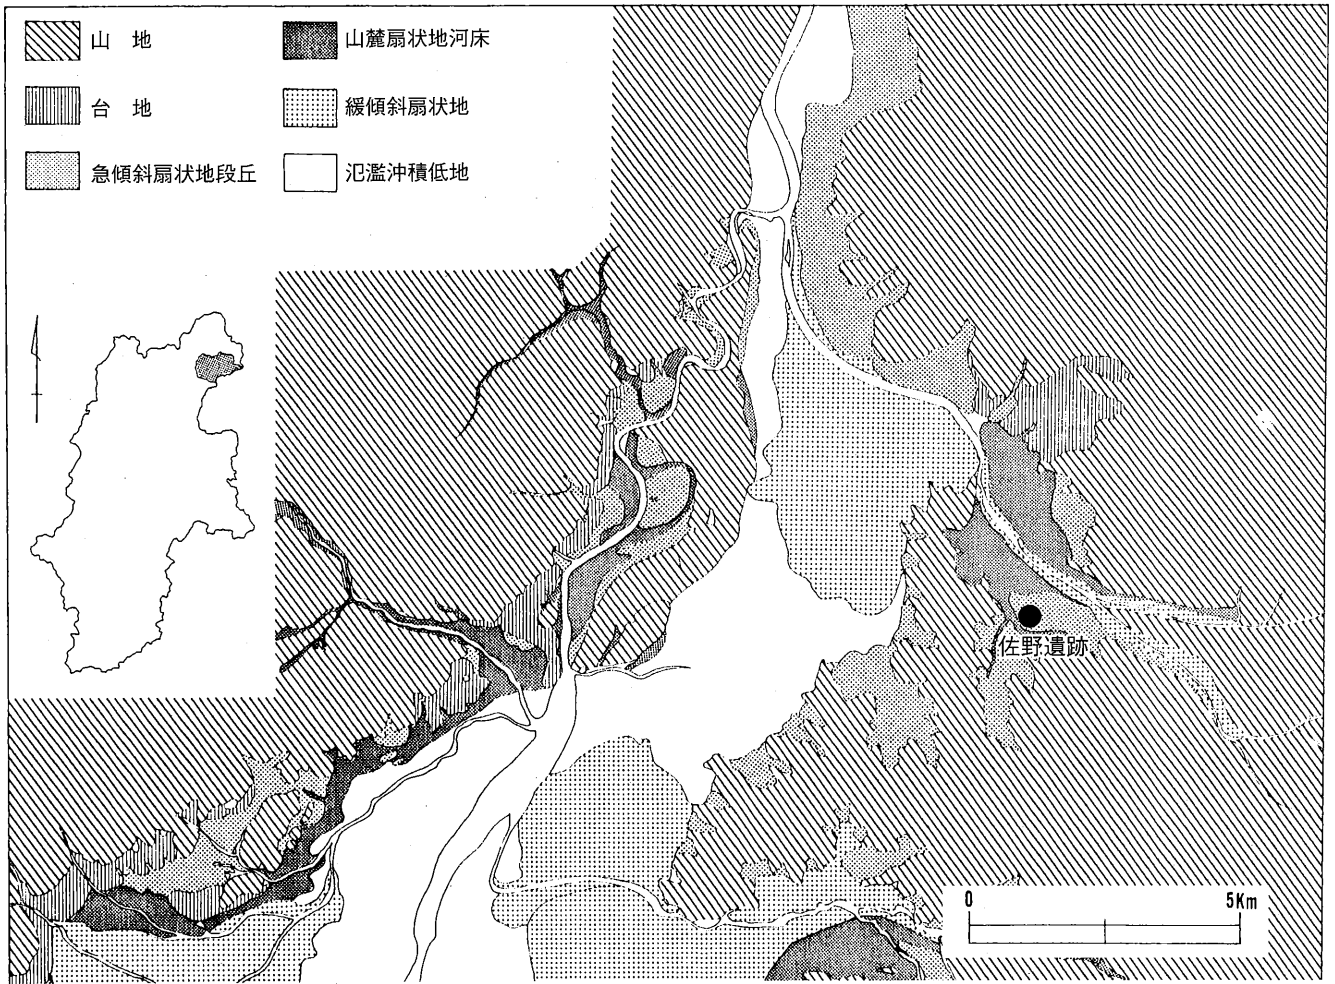 山 地
台 地
急傾斜扇状地段丘
山麓扇状地河床
緩傾斜扇状地
氾濫沖積低地
佐野遺跡
0 5Km